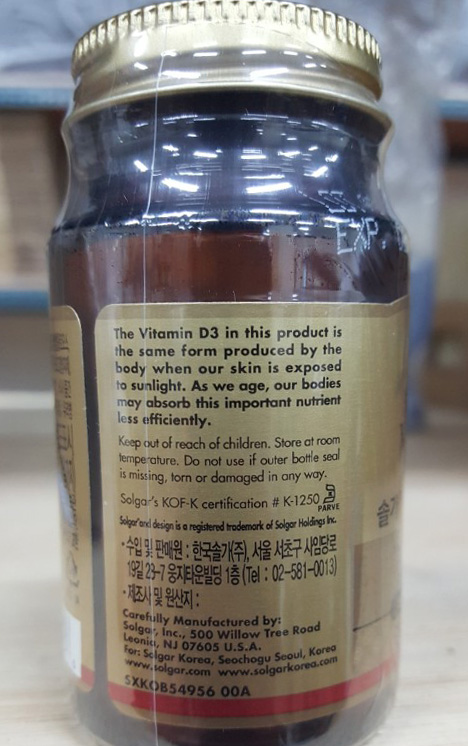 EXP
The Vitamin D3 in this product is
the same form produced by the
body when our skin is exposed
to sunlight. As we age, our bodies
may absorb this important nutrient
less efficiently.
Keep out of reach of children. Store at room
temperature. Do not use if outer bottle seal
is missing, torn or damaged in any way.
Solgar's KOF-K certification # K-1250
PARVE
Solgar and design is a registered trademark of Solgar Holdings Inc.
• 수입 및 판매원 : 한국솔가(주), 서울 서초구 사임당로
19길 23-7 웅지타운빌딩 1층 (Tel : 02-581-0013)
• 제조사 및 원산지 :
Carefully Manufactured by:
Solgar, Inc., 500 Willow Tree Road
Leonia, NJ 07605 U.S.A.
For: Solgar Korea, Seochogu Seoul, Korea
www.solgar.com www.solgarkorea.com
SXKOB54956 00A
솔가